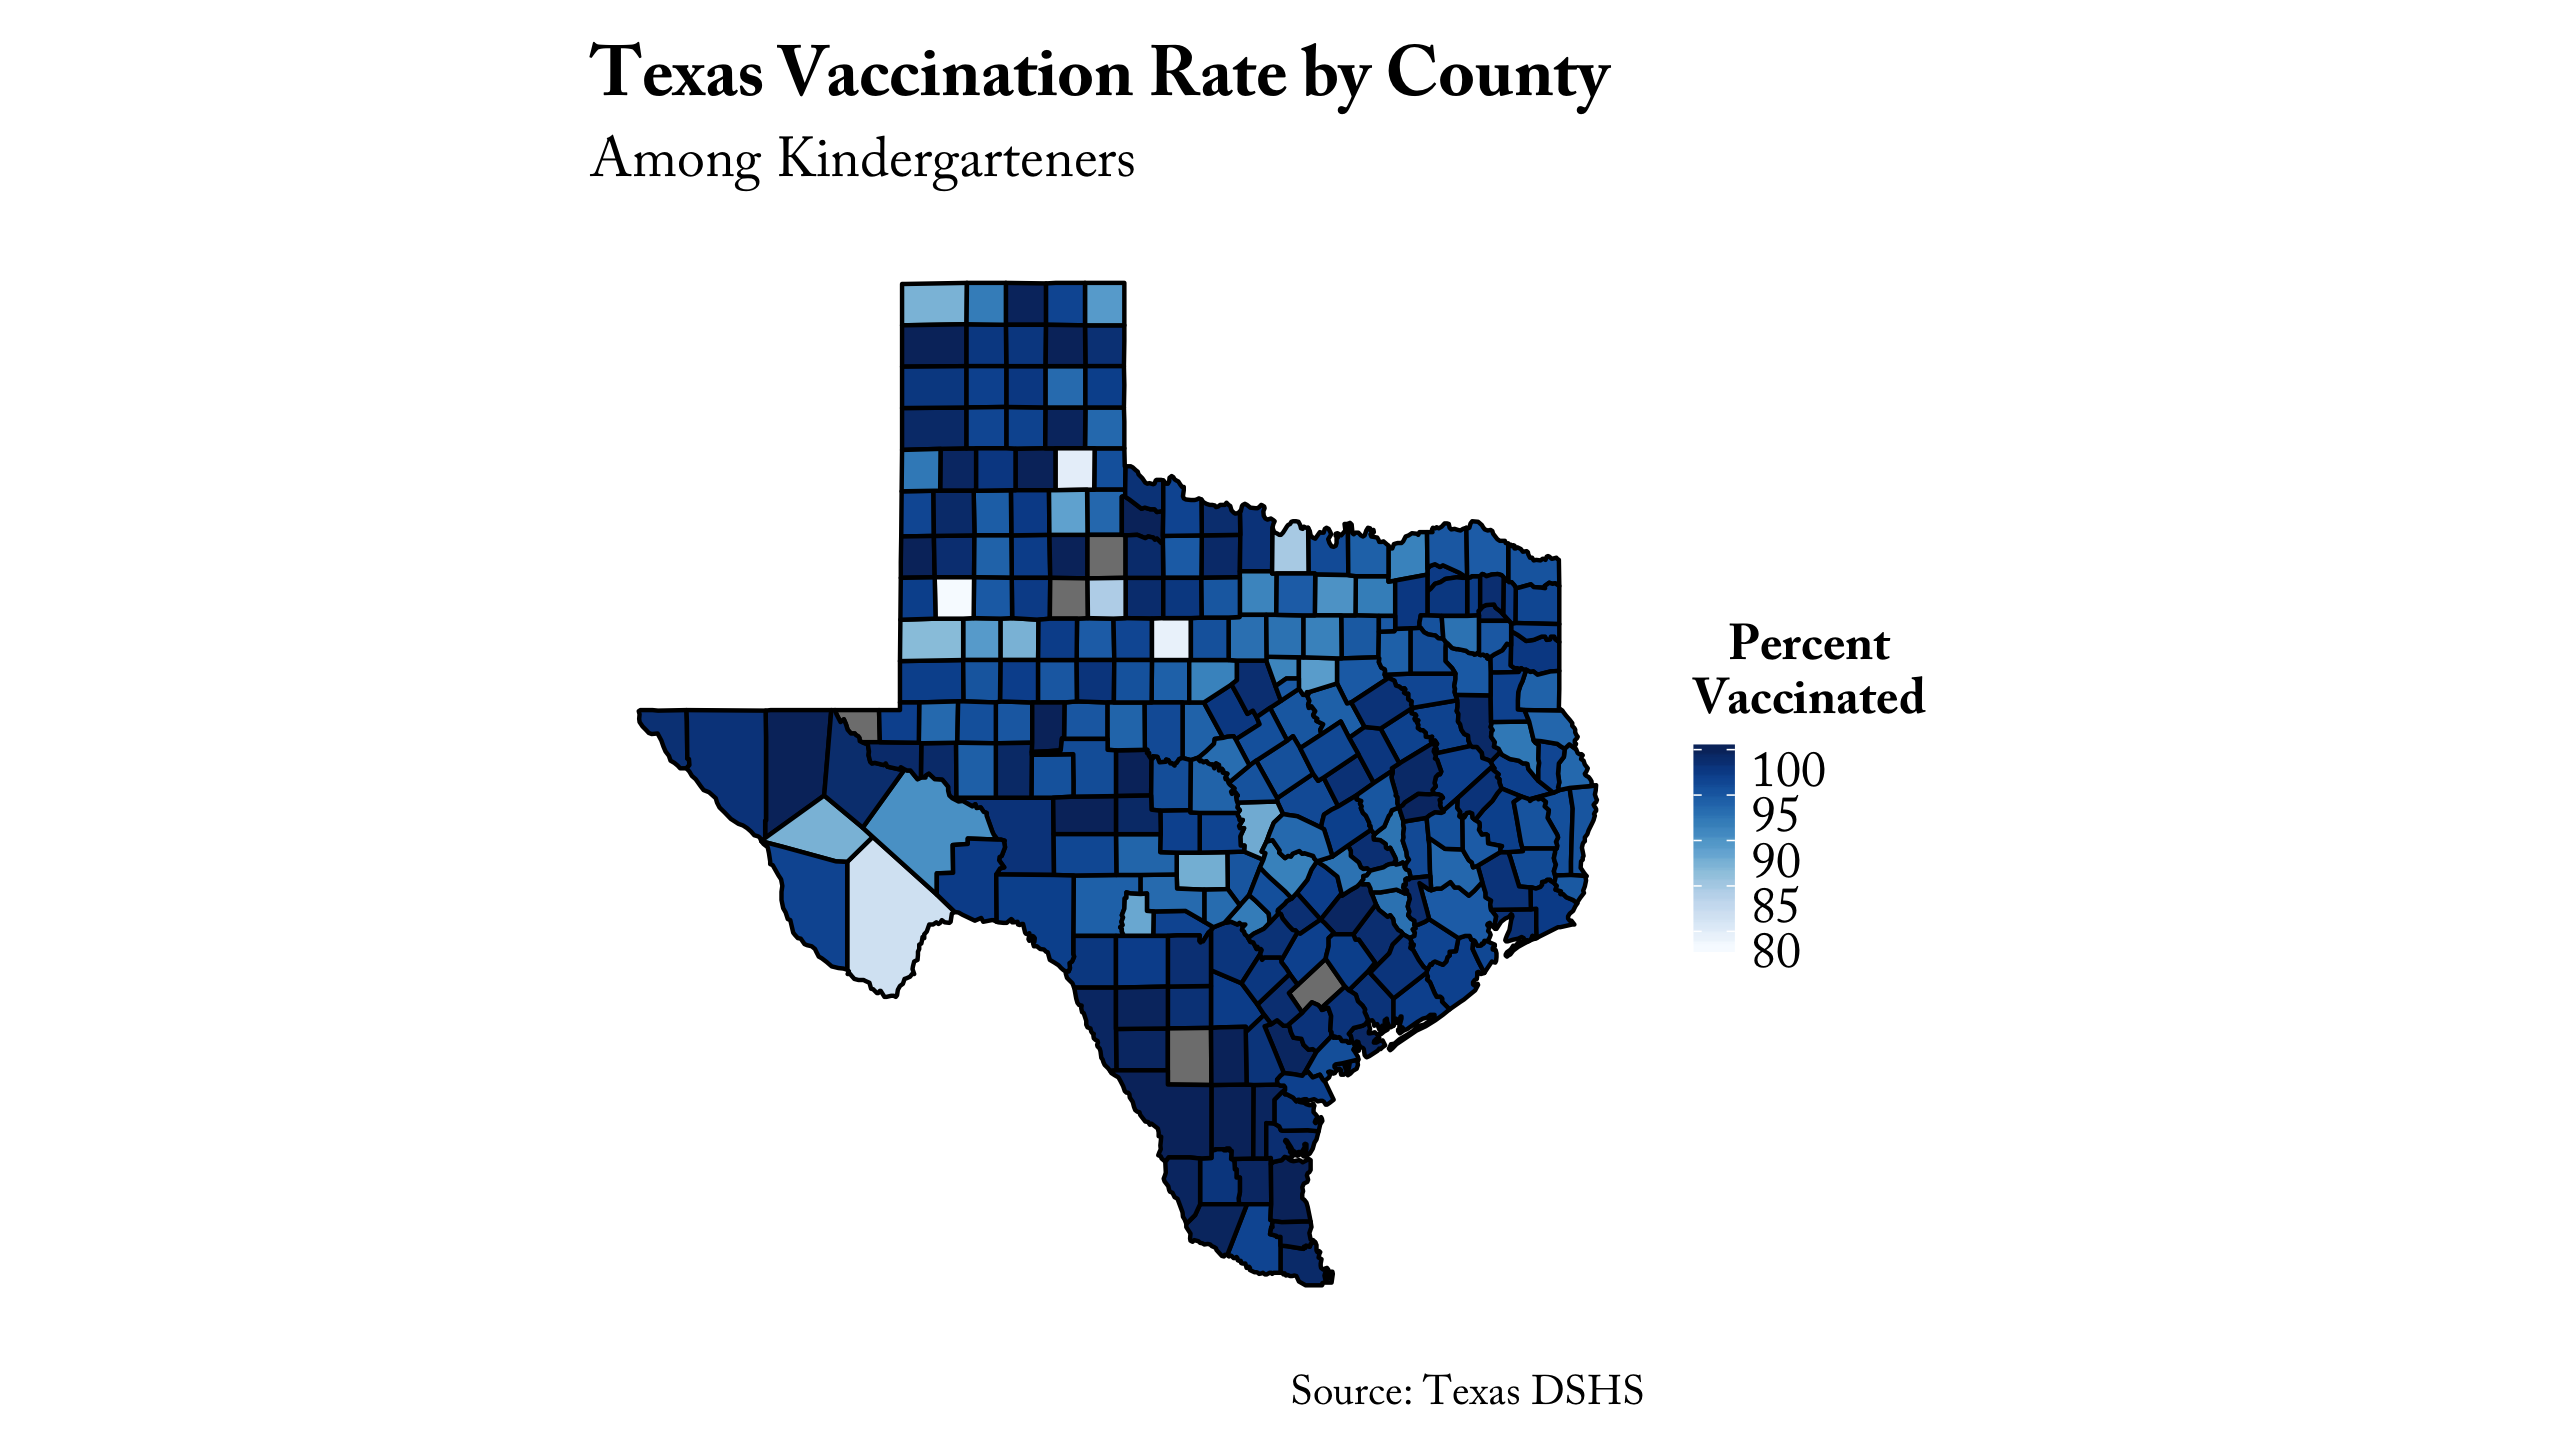 Texas Vaccination Rate by County
Among Kindergarteners
Percent
Vaccinated
100
95
90
85
80
Source: Texas DSHS